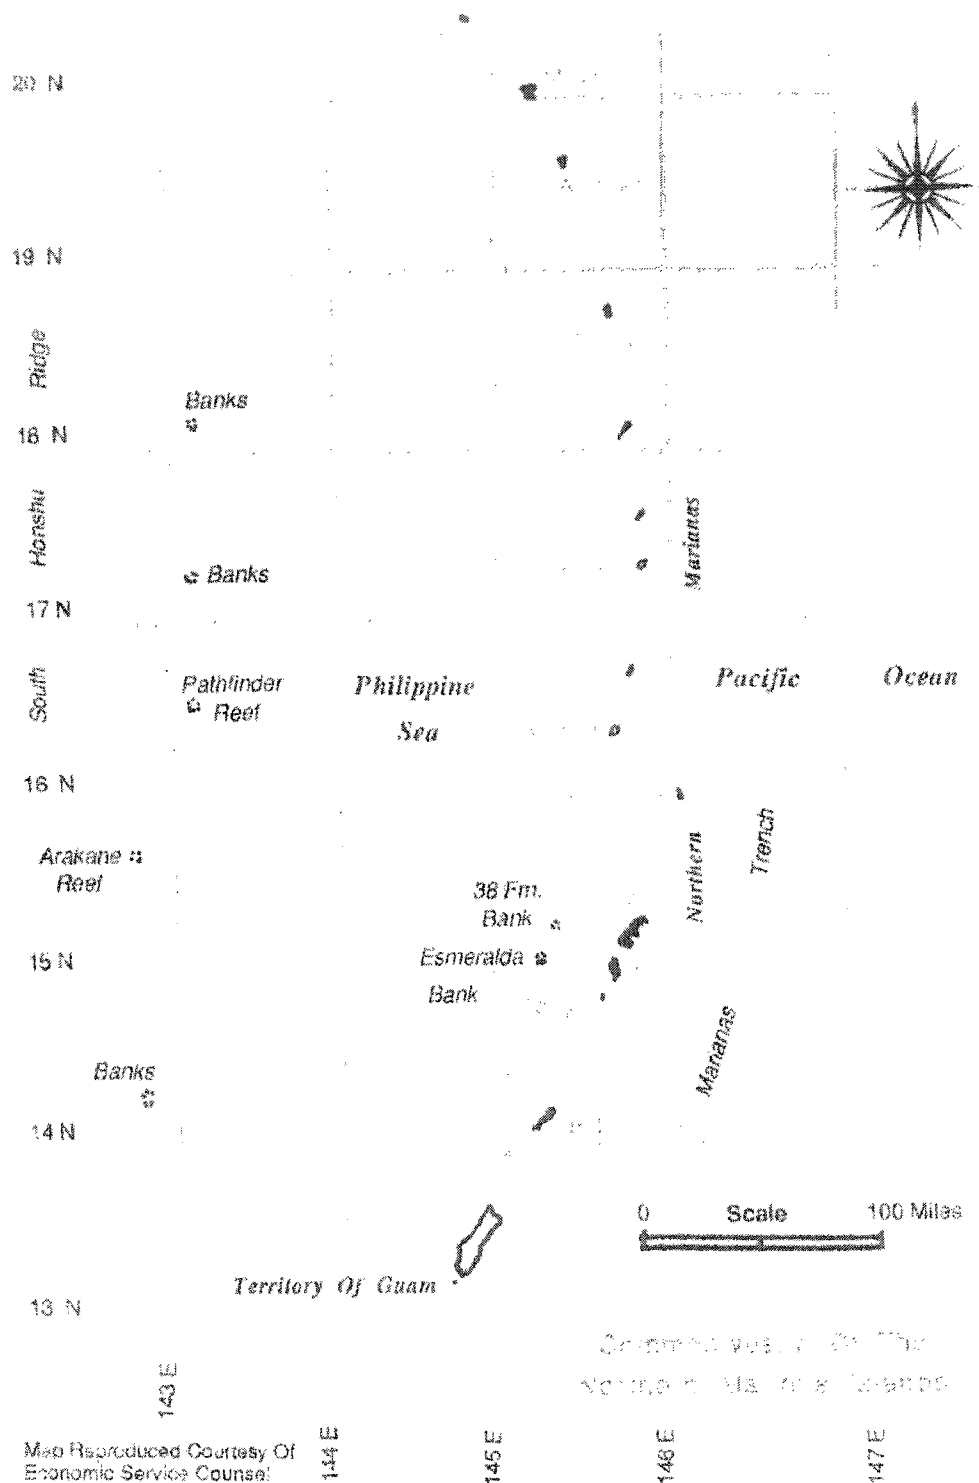 20 N
19 N
Ridge
Banks
18 N
Honshu
Marianas
Banks
17 N
South
Pathfinder
Reef
Philippine
Sea
Pacific Ocean
16 N
Arakane
Reef
Trench
Northern
38 Fm.
Bank
Esmeralda
Bank
15 N
Marianas
Banks
14 N
0 Scale 100 Miles
Territory Of Guam
13 N
143 E
144 E
145 E
146 E
147 E
Map Reproduced Courtesy Of
Economic Service Counsel